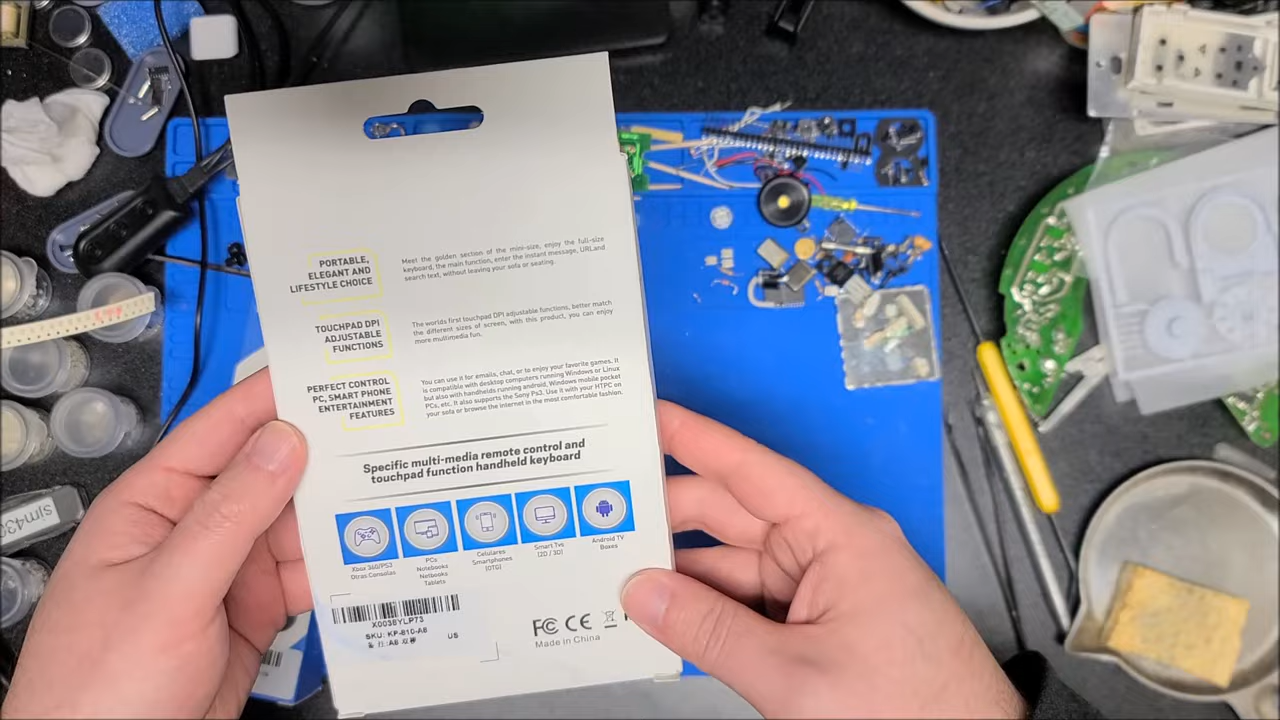 PORTABLE,
ELEGANT AND
LIFESTYLE CHOICE
Meet the golden section of the mini-size, enjoy the full-size
keyboard, the main function, enter the instant message, URLand
search text, without leaving your sofa or seating.
TOUCHPAD DPI
ADJUSTABLE
FUNCTIONS
The worlds first touchpad DPI adjustable functions, better match
the different sizes of screen, with this product, you can enjoy
more multimedia fun.
PERFECT CONTROL
PC, SMART PHONE
ENTERTAINMENT
FEATURES
You can use it for emails, chat, or to enjoy your favorite games. It
is compatible with desktop computers running Windows or Linux
but also with handhelds running android, Windows mobile pocket
PCs, etc. It also supports the Sony Ps3. Use it with your HTPC on
your sofa or browse the internet in the most comfortable fashion.
Specific multi-media remote control and
touchpad function handheld keyboard
Xbox 360/PS3
Otras Consolas
PCs
Notebooks
Netbooks
Tablets
Celulares
Smartphones
(OTG)
Smart Tvs
(2D / 3D)
Android TV
Boxes
X0038YLP73
SKU: KP-810-A8
US
FC CE
Made in China